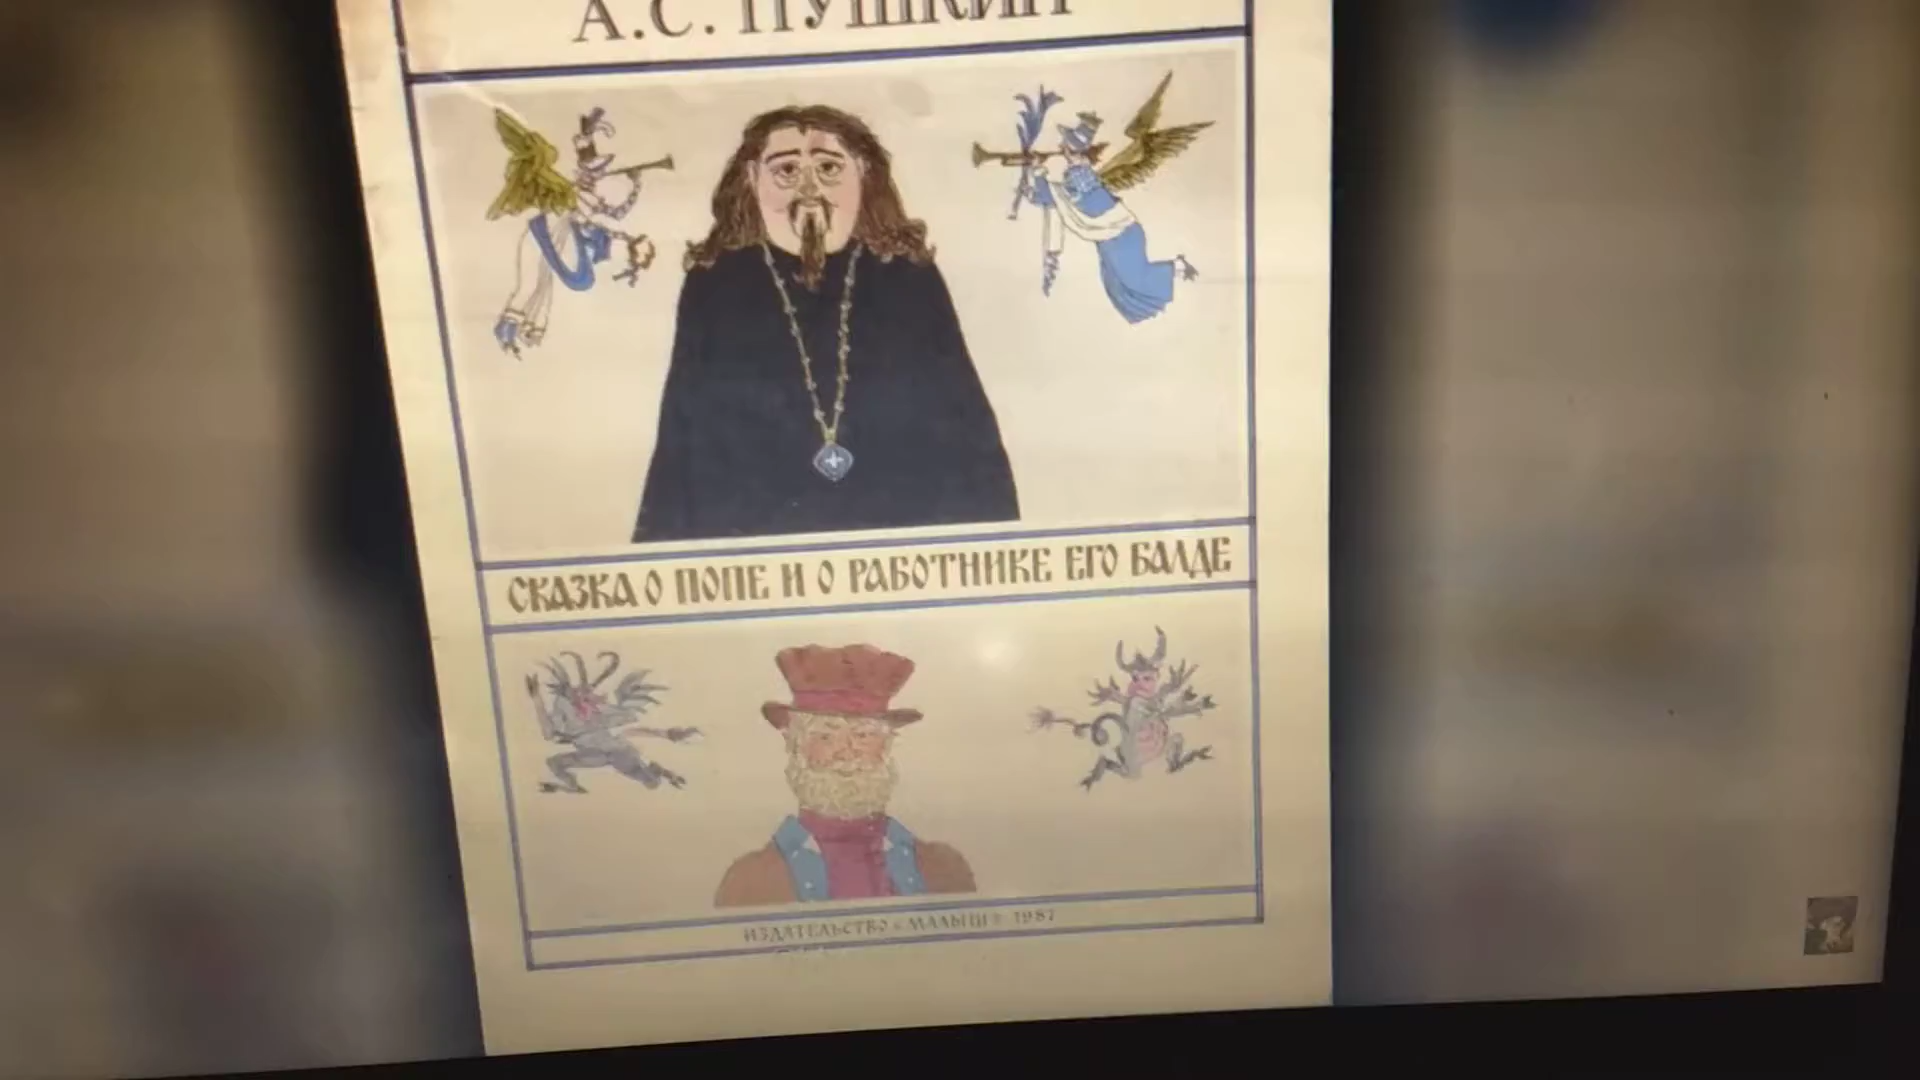 А.С. ПУШКИН
СКАЗКА О ПОПЕ И О РАБОТНИКЕ ЕГО БАЛДЕ
ИЗДАТЕЛЬСТВО «МАЛЫШ» 1987